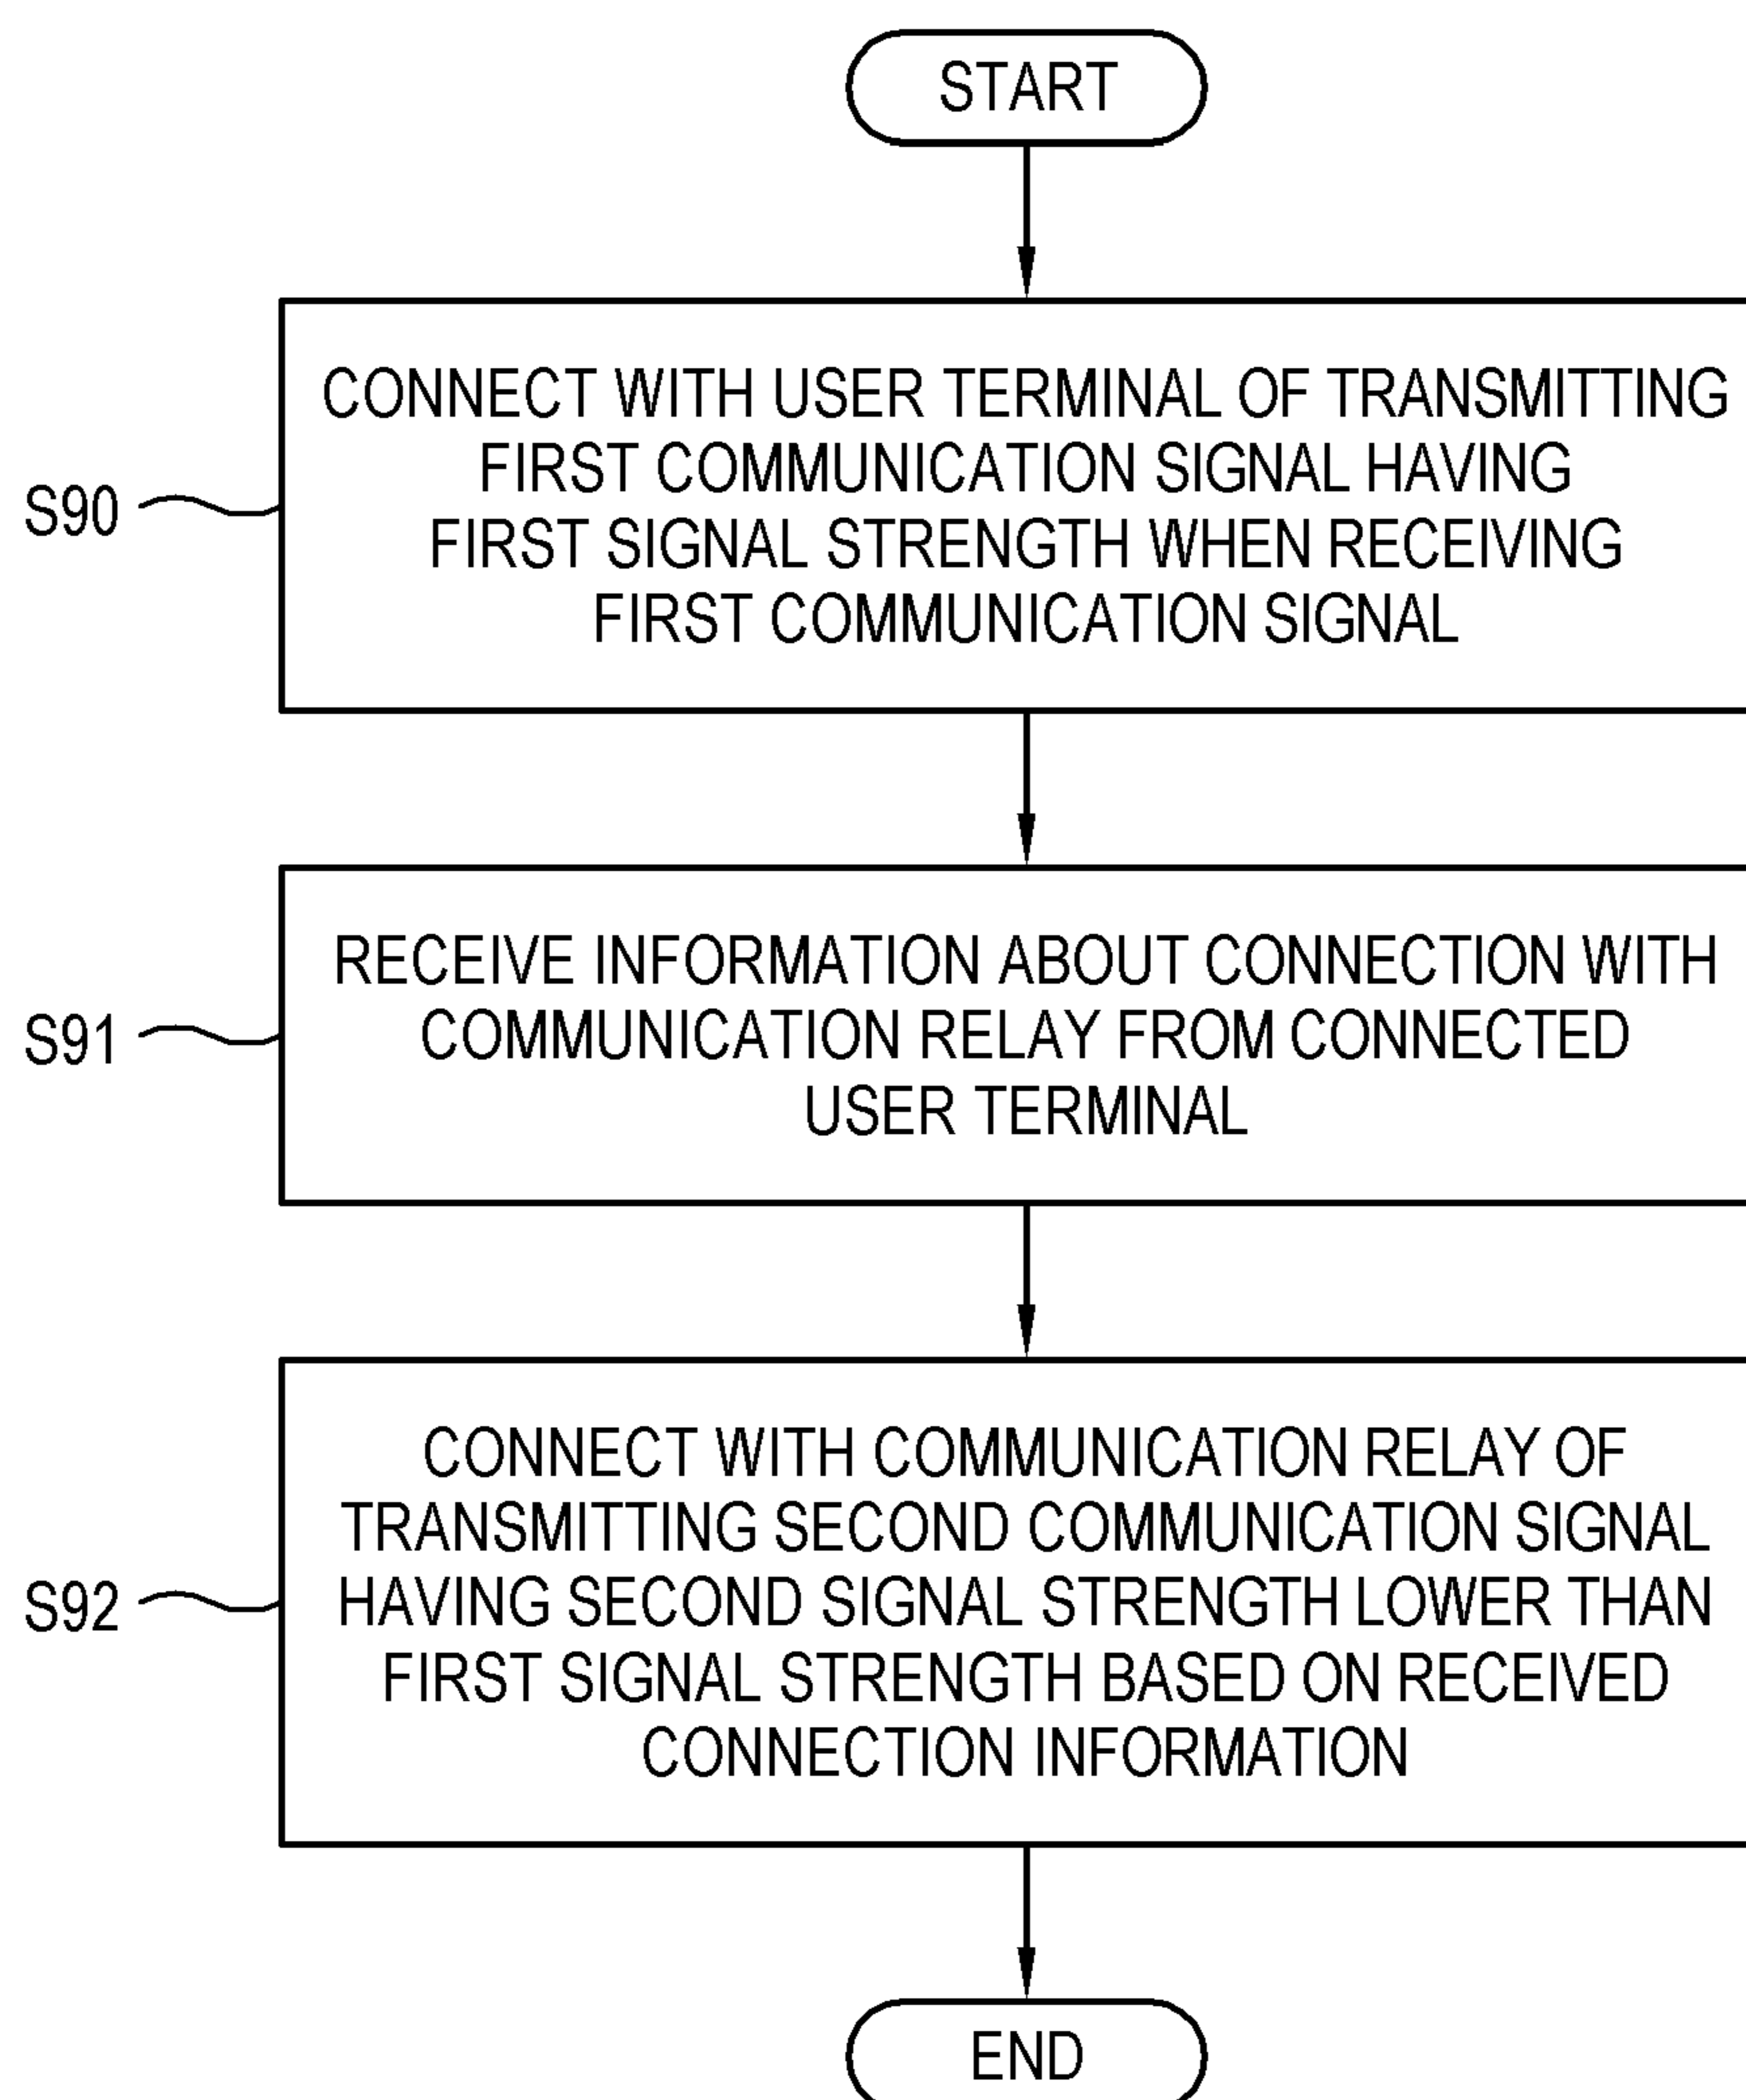 START
CONNECT WITH USER TERMINAL OF TRANSMITTING
FIRST COMMUNICATION SIGNAL HAVING
FIRST SIGNAL STRENGTH WHEN RECEIVING
FIRST COMMUNICATION SIGNAL
S90
RECEIVE INFORMATION ABOUT CONNECTION WITH
COMMUNICATION RELAY FROM CONNECTED
USER TERMINAL
S91
CONNECT WITH COMMUNICATION RELAY OF
TRANSMITTING SECOND COMMUNICATION SIGNAL
HAVING SECOND SIGNAL STRENGTH LOWER THAN
FIRST SIGNAL STRENGTH BASED ON RECEIVED
CONNECTION INFORMATION
S92
END